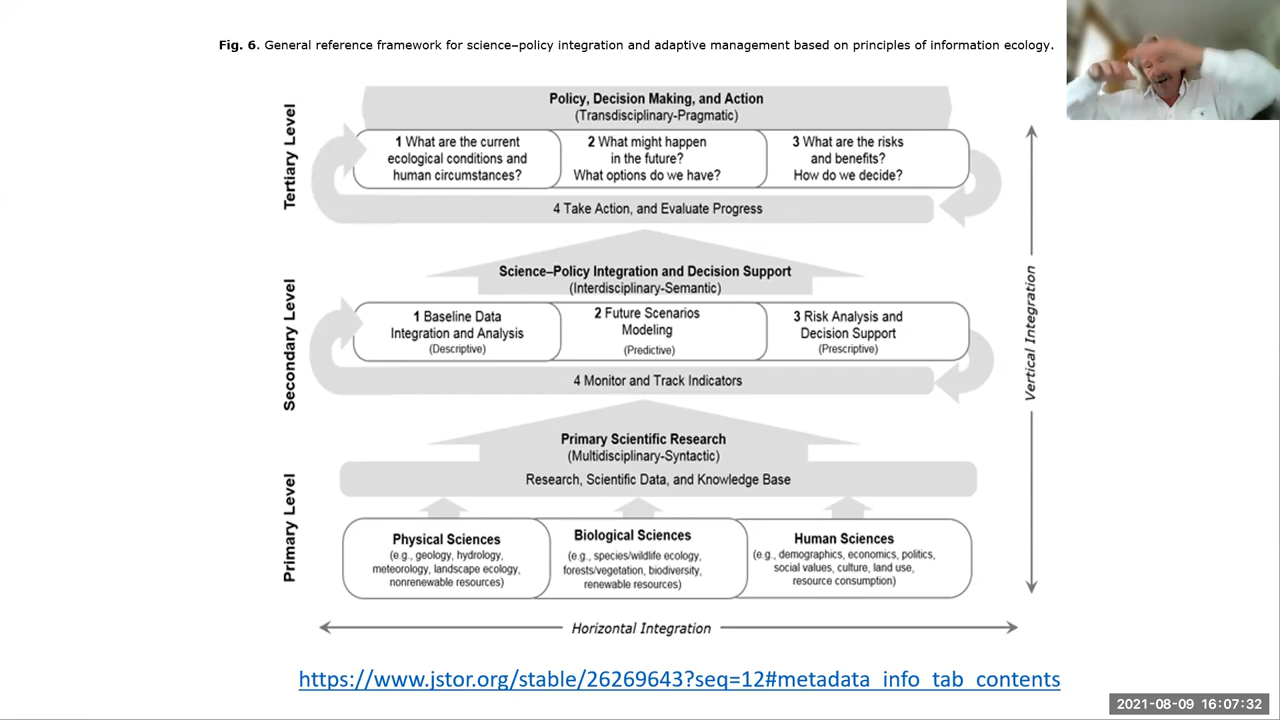 Fig. 6. General reference framework for science–policy integration and adaptive management based on principles of information ecology.
Tertiary Level
Policy, Decision Making, and Action
(Transdisciplinary-Pragmatic)
1 What are the current
ecological conditions and
human circumstances?
2 What might happen
in the future?
What options do we have?
3 What are the risks
and benefits?
How do we decide?
4 Take Action, and Evaluate Progress
Secondary Level
Science–Policy Integration and Decision Support
(Interdisciplinary-Semantic)
1 Baseline Data
Integration and Analysis
(Descriptive)
2 Future Scenarios
Modeling
(Predictive)
3 Risk Analysis and
Decision Support
(Prescriptive)
4 Monitor and Track Indicators
Primary Level
Primary Scientific Research
(Multidisciplinary-Syntactic)
Research, Scientific Data, and Knowledge Base
Physical Sciences
(e.g., geology, hydrology,
meteorology, landscape ecology,
nonrenewable resources)
Biological Sciences
(e.g., species/wildlife ecology,
forests/vegetation, biodiversity,
renewable resources)
Human Sciences
(e.g., demographics, economics, politics,
social values, culture, land use,
resource consumption)
Vertical Integration
Horizontal Integration
https://www.jstor.org/stable/26269643?seq=12#metadata_info_tab_contents
2021-08-09 16:07:32